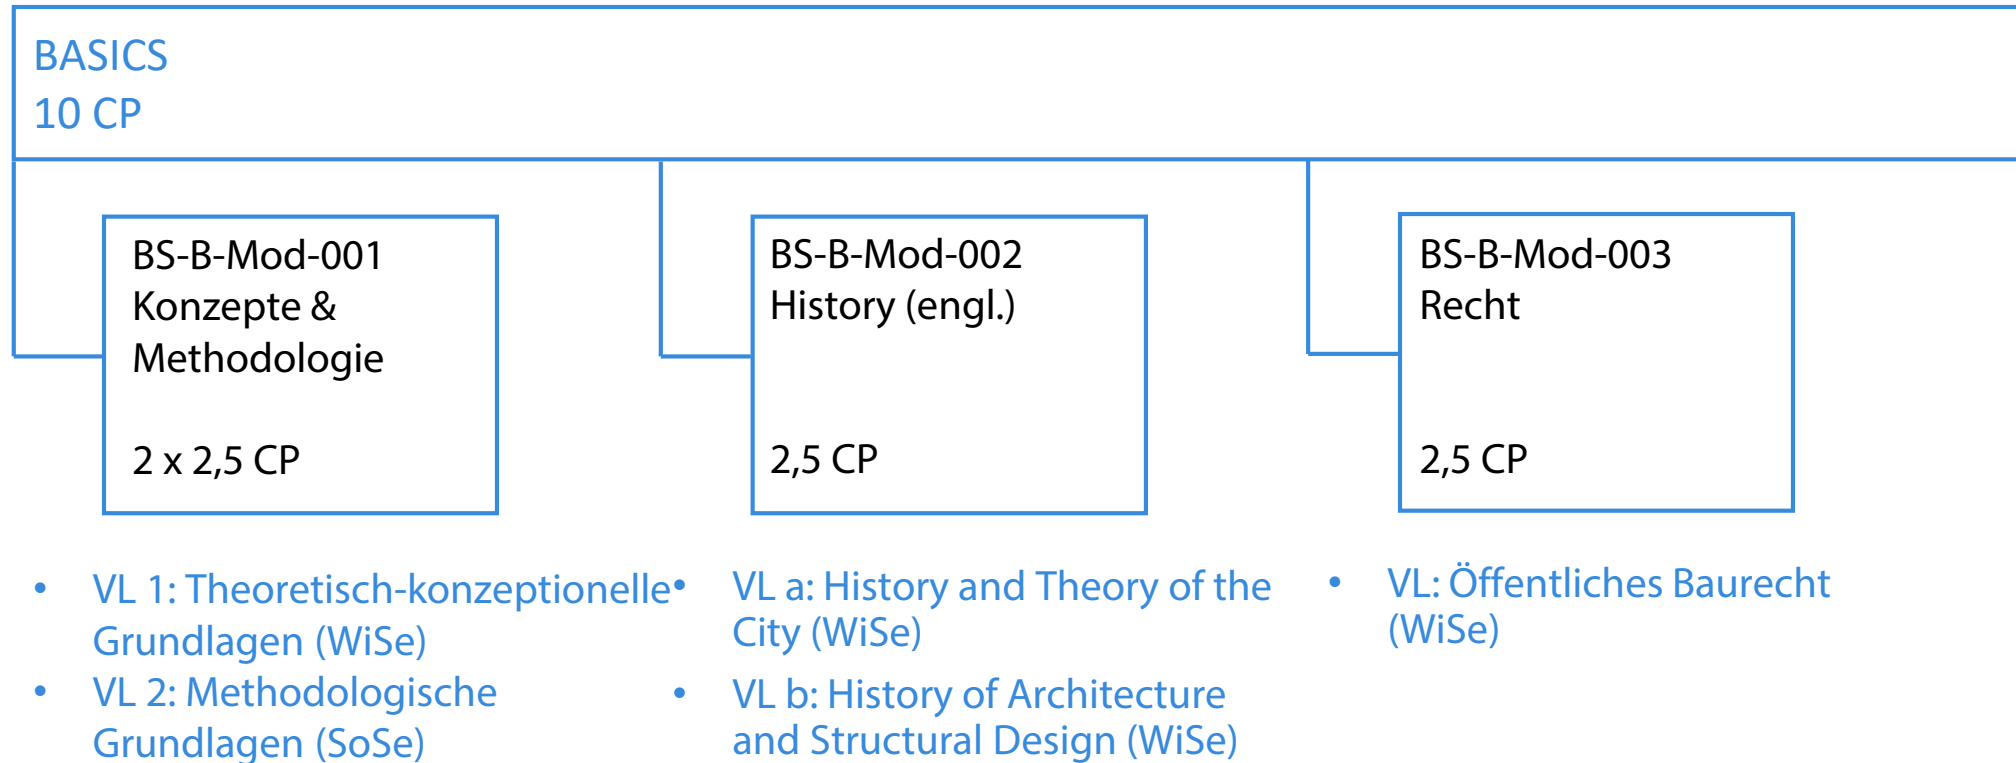 BASICS
10 CP
BS-B-Mod-001
Konzepte &
Methodologie
2 x 2,5 CP
BS-B-Mod-002
History (engl.)
2,5 CP
BS-B-Mod-003
Recht
2,5 CP
• VL 1: Theoretisch-konzeptionelle
Grundlagen (WiSe)
• VL 2: Methodologische
Grundlagen (SoSe)
• VL a: History and Theory of the
City (WiSe)
• VL b: History of Architecture
and Structural Design (WiSe)
• VL: Öffentliches Baurecht
(WiSe)